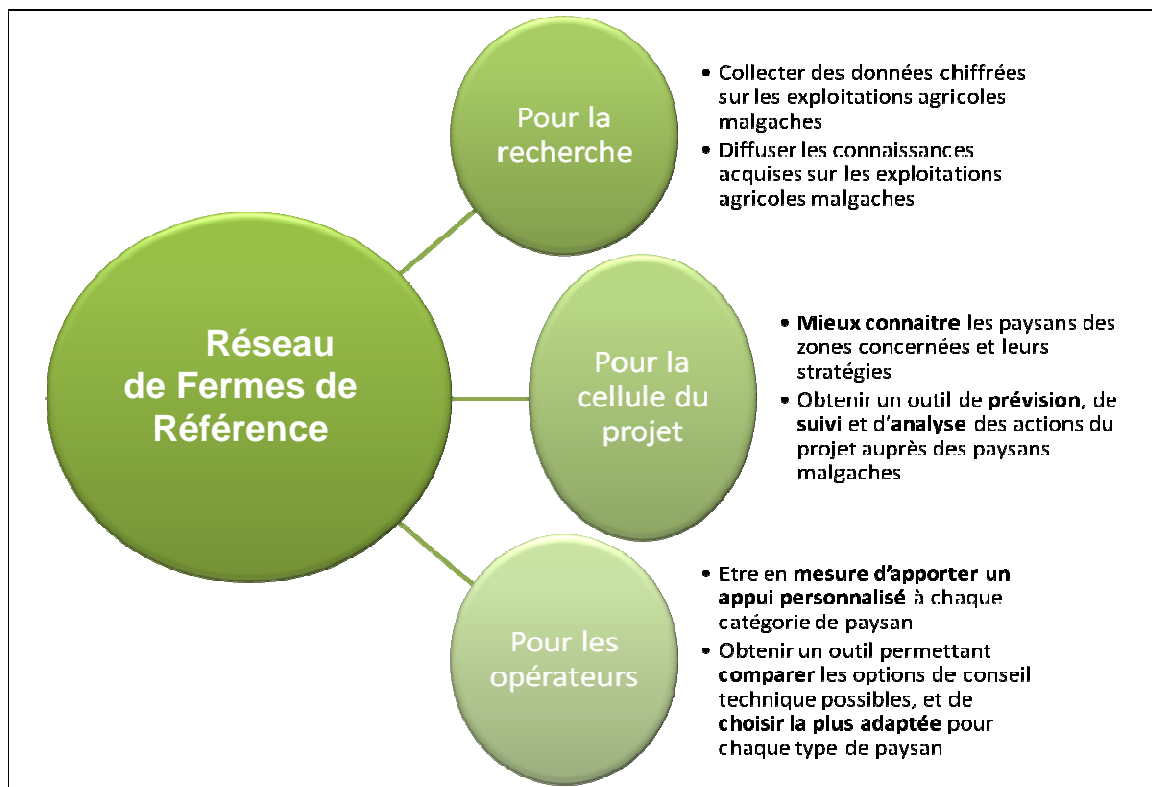 Réseau
de Fermes de
Référence
Pour la
recherche
• Collecter des données chiffrées
sur les exploitations agricoles
malgaches
• Diffuser les connaissances
acquises sur les exploitations
agricoles malgaches
Pour la
cellule du
projet
• Mieux connaitre les paysans des
zones concernées et leurs
stratégies
• Obtenir un outil de prévision, de
suivi et d'analyse des actions du
projet auprès des paysans
malgaches
Pour les
opérateurs
• Etre en mesure d'apporter un
appui personnalisé à chaque
catégorie de paysan
• Obtenir un outil permettant
comparer les options de conseil
technique possibles, et de
choisir la plus adaptée pour
chaque type de paysan